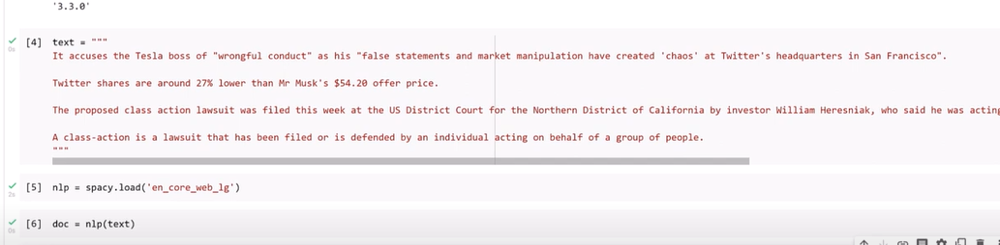 '3.3.0'
[4] text = """
0s
It accuses the Tesla boss of "wrongful conduct" as his "false statements and market manipulation have created 'chaos' at Twitter's headquarters in San Francisco".
Twitter shares are around 27% lower than Mr Musk's $54.20 offer price.
The proposed class action lawsuit was filed this week at the US District Court for the Northern District of California by investor William Heresniak, who said he was acting
A class-action is a lawsuit that has been filed or is defended by an individual acting on behalf of a group of people.
"""
[5] nlp = spacy.load('en_core_web_lg')
2s
[6] doc = nlp(text)
0s